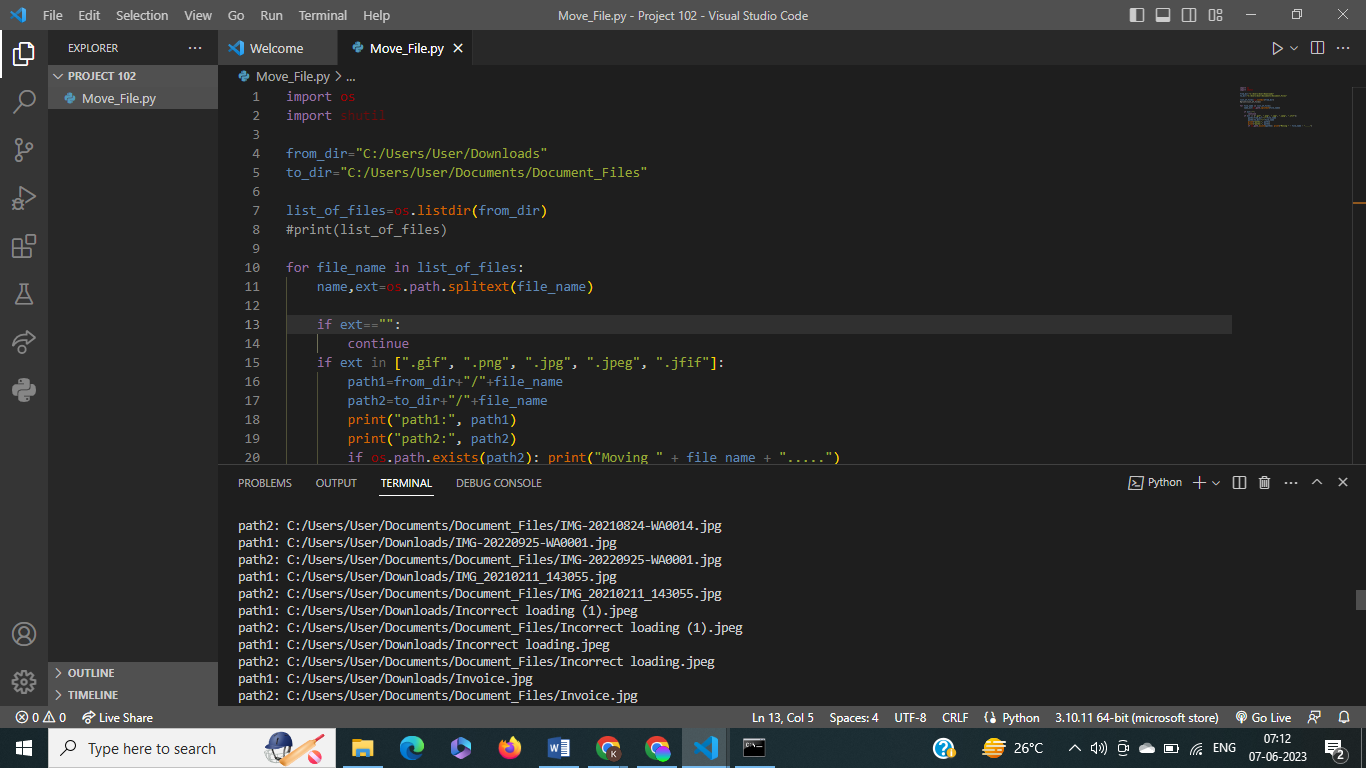 File Edit Selection View Go Run Terminal Help Move_File.py - Project 102 - Visual Studio Code
EXPLORER ··· Welcome Move_File.py
PROJECT 102
Move_File.py
Move_File.py > ...
1 import os
2 import shutil
3
4 from_dir="C:/Users/User/Downloads"
5 to_dir="C:/Users/User/Documents/Document_Files"
6
7 list_of_files=os.listdir(from_dir)
8 #print(list_of_files)
9
10 for file_name in list_of_files:
11 name,ext=os.path.splitext(file_name)
12
13 if ext=="":
14 continue
15 if ext in [".gif", ".png", ".jpg", ".jpeg", ".jfif"]:
16 path1=from_dir+"/"+file_name
17 path2=to_dir+"/"+file_name
18 print("path1:", path1)
19 print("path2:", path2)
20 if os.path.exists(path2): print("Moving " + file_name + ".....")
PROBLEMS OUTPUT TERMINAL DEBUG CONSOLE Python
path2: C:/Users/User/Documents/Document_Files/IMG-20210824-WA0014.jpg
path1: C:/Users/User/Downloads/IMG-20220925-WA0001.jpg
path2: C:/Users/User/Documents/Document_Files/IMG-20220925-WA0001.jpg
path1: C:/Users/User/Downloads/IMG_20210211_143055.jpg
path2: C:/Users/User/Documents/Document_Files/IMG_20210211_143055.jpg
path1: C:/Users/User/Downloads/Incorrect loading (1).jpeg
path2: C:/Users/User/Documents/Document_Files/Incorrect loading (1).jpeg
path1: C:/Users/User/Downloads/Incorrect loading.jpeg
path2: C:/Users/User/Documents/Document_Files/Incorrect loading.jpeg
path1: C:/Users/User/Downloads/Invoice.jpg
path2: C:/Users/User/Documents/Document_Files/Invoice.jpg
OUTLINE
TIMELINE
0 0 Live Share Ln 13, Col 5 Spaces: 4 UTF-8 CRLF Python 3.10.11 64-bit (microsoft store) Go Live
Type here to search 26°C ENG 07:12
07-06-2023 2